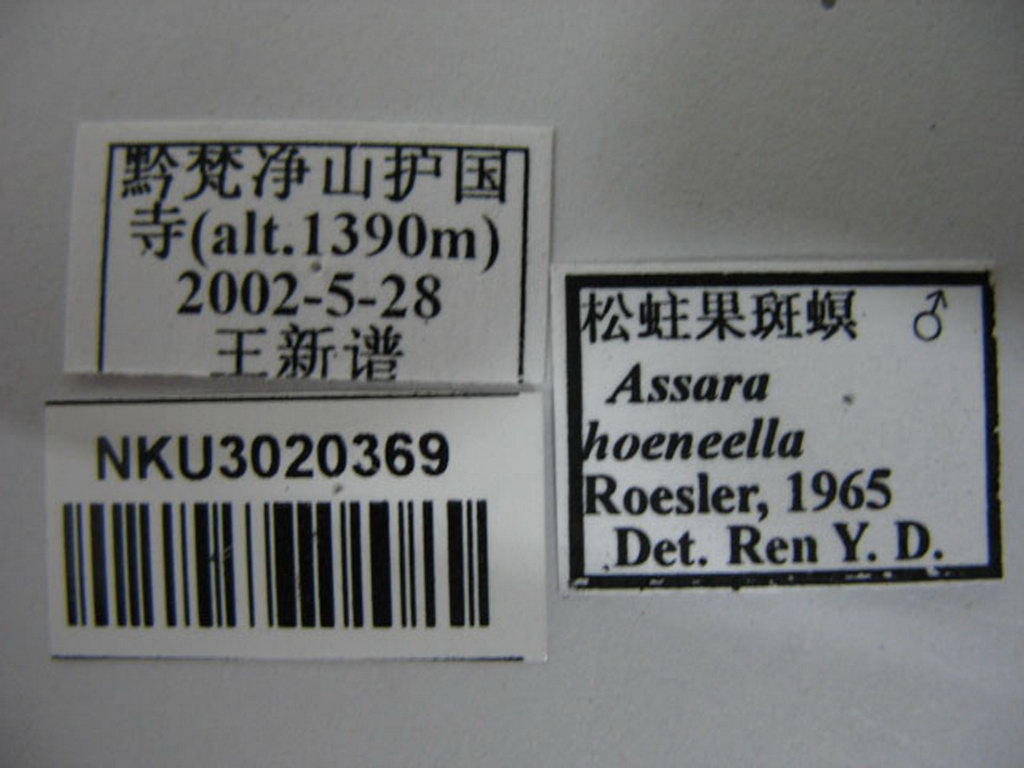 黔梵净山护国
寺(alt.1390m)
2002-5-28
王新谱
NKU3020369
松蛀果斑螟 ♂
Assara
hoeneella
Roesler, 1965
Det. Ren Y. D.